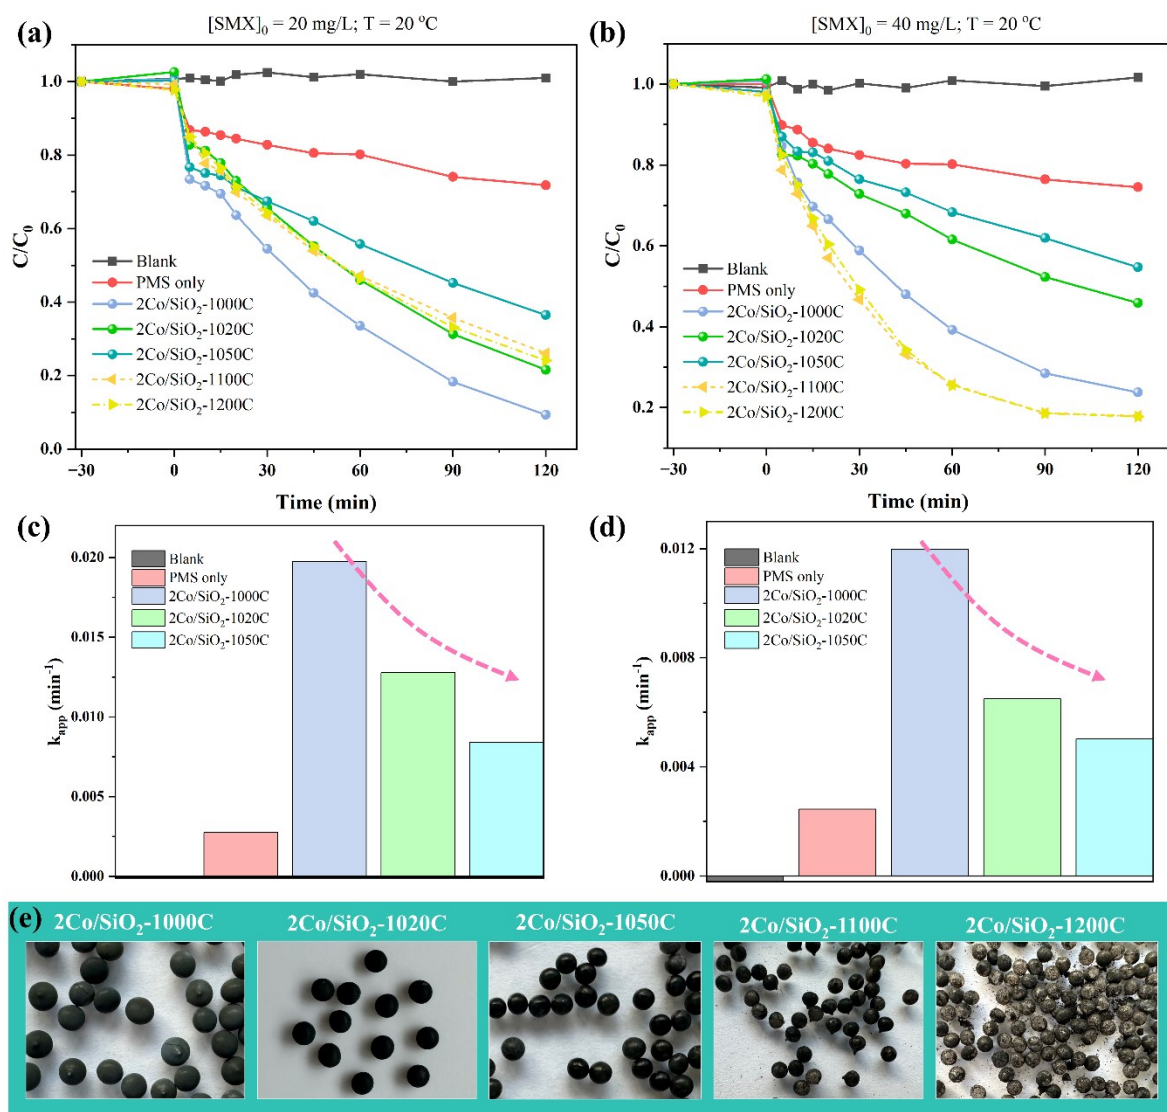 (a)
[SMX]₀ = 20 mg/L; T = 20 °C
C/C₀
1.0
0.8
0.6
0.4
0.2
0.0
Blank
PMS only
2Co/SiO₂-1000C
2Co/SiO₂-1020C
2Co/SiO₂-1050C
2Co/SiO₂-1100C
2Co/SiO₂-1200C
−30
0
30
60
90
120
Time (min)
(b)
[SMX]₀ = 40 mg/L; T = 20 °C
C/C₀
1.0
0.8
0.6
0.4
0.2
Blank
PMS only
2Co/SiO₂-1000C
2Co/SiO₂-1020C
2Co/SiO₂-1050C
2Co/SiO₂-1100C
2Co/SiO₂-1200C
−30
0
30
60
90
120
Time (min)
(c)
k_app (min⁻¹)
0.020
0.015
0.010
0.005
0.000
Blank
PMS only
2Co/SiO₂-1000C
2Co/SiO₂-1020C
2Co/SiO₂-1050C
(d)
k_app (min⁻¹)
0.012
0.008
0.004
0.000
Blank
PMS only
2Co/SiO₂-1000C
2Co/SiO₂-1020C
2Co/SiO₂-1050C
(e)
2Co/SiO₂-1000C
2Co/SiO₂-1020C
2Co/SiO₂-1050C
2Co/SiO₂-1100C
2Co/SiO₂-1200C